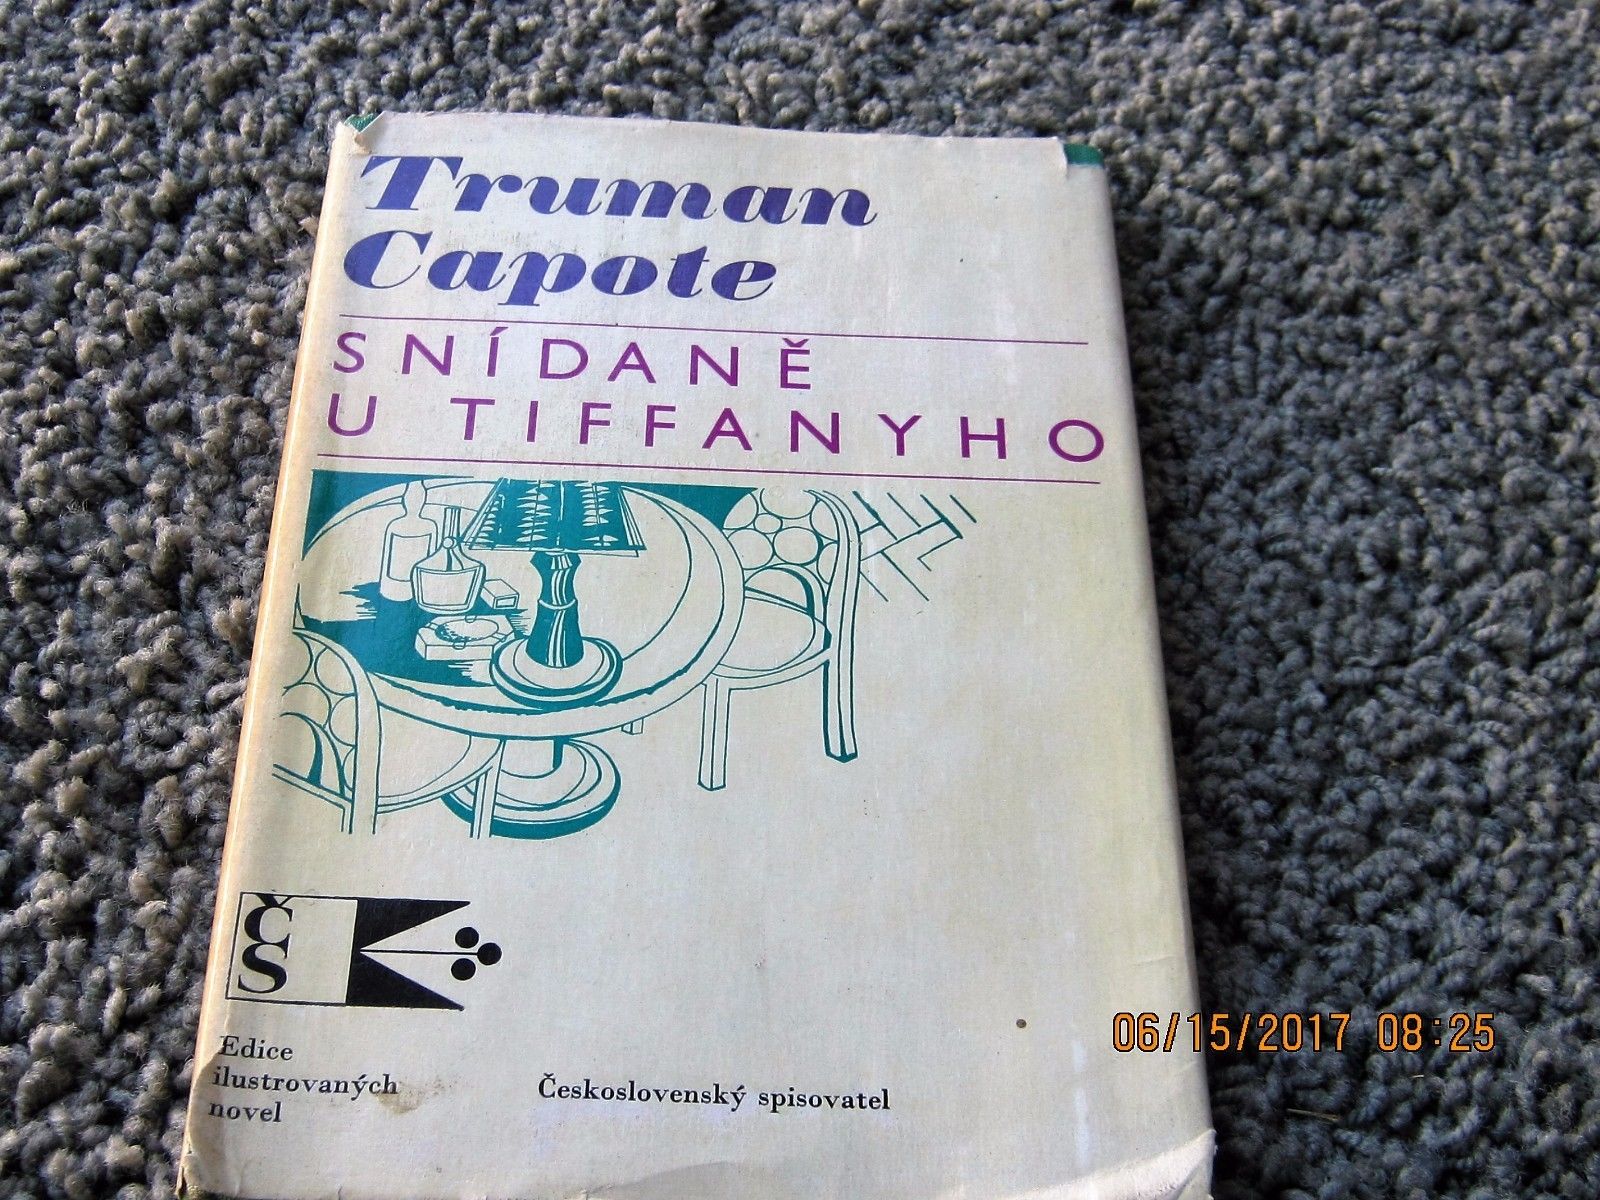 Truman
Capote
SNÍDANĚ
U TIFFANYHO
ČS
Edice
ilustrovaných
novel
Československý spisovatel
06/15/2017 08:25